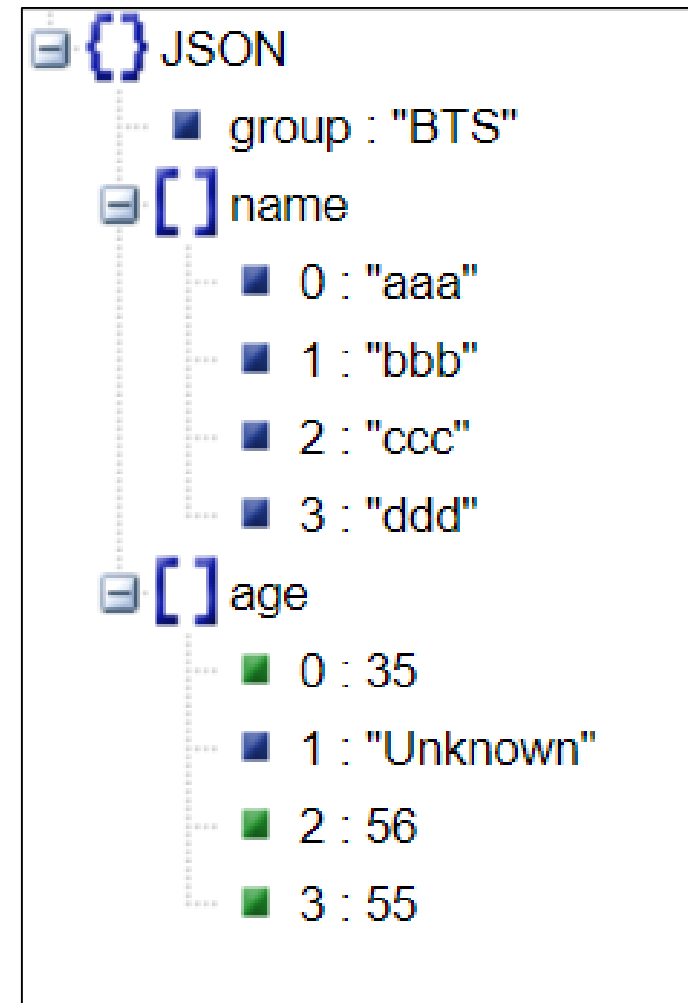 JSON
group : "BTS"
name
0 : "aaa"
1 : "bbb"
2 : "ccc"
3 : "ddd"
age
0 : 35
1 : "Unknown"
2 : 56
3 : 55